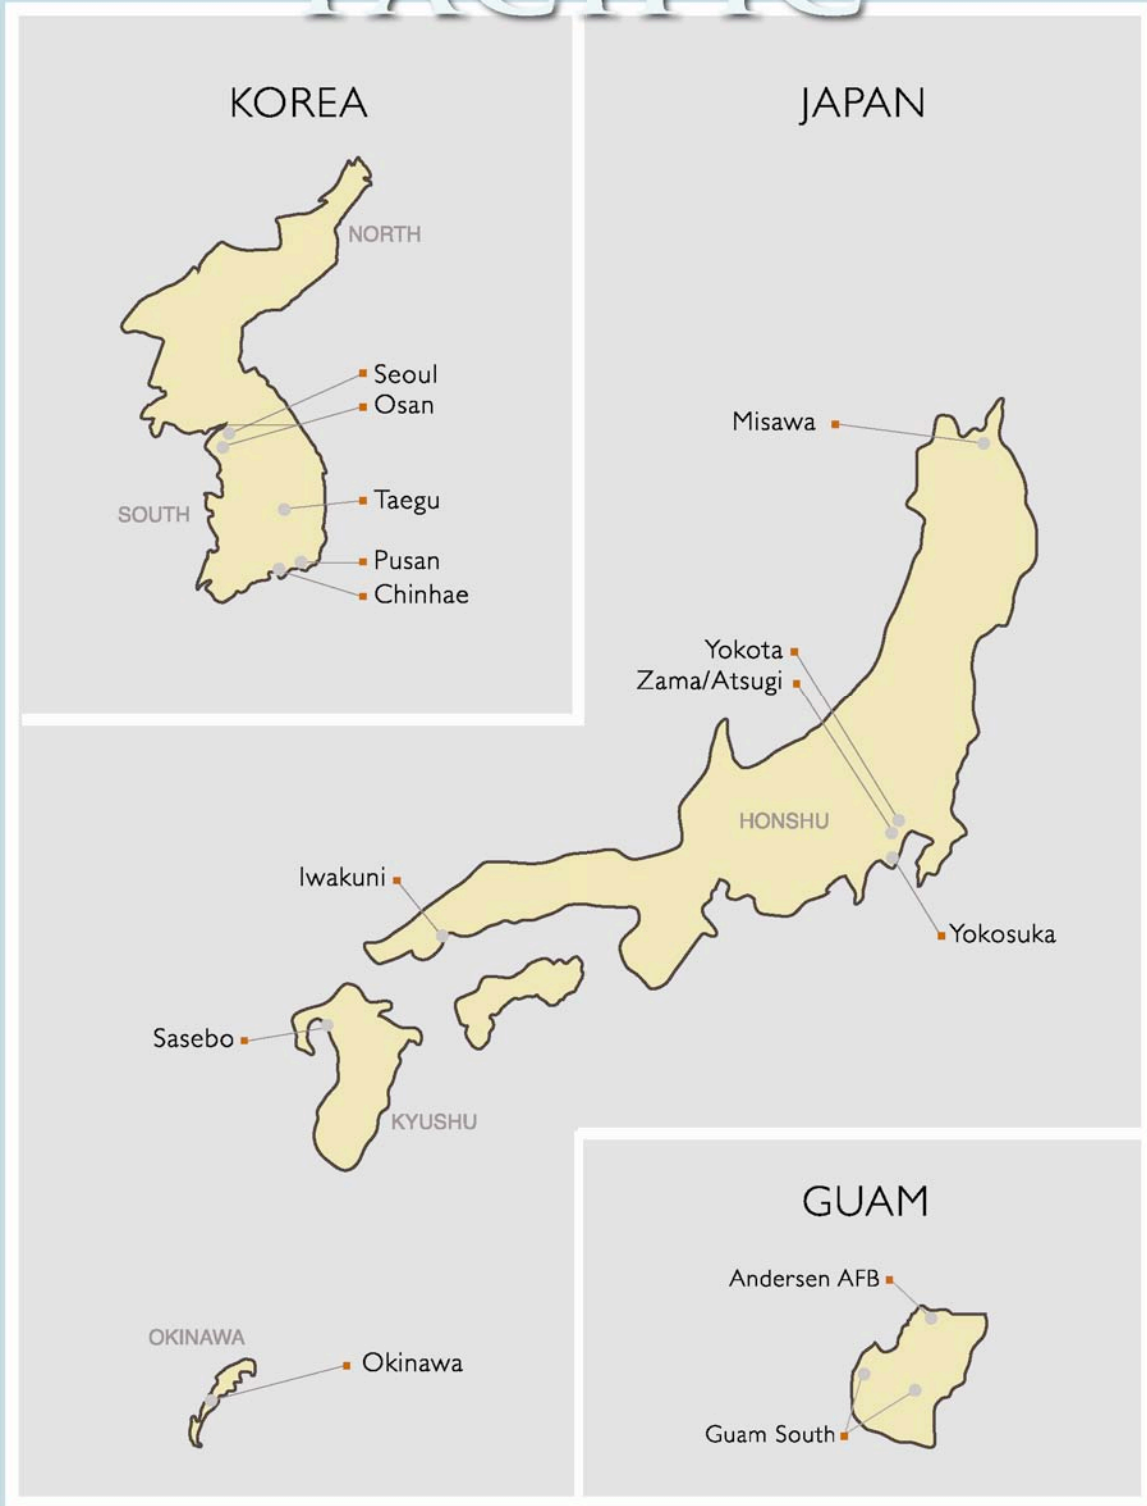 PACIFIC
KOREA
NORTH
Seoul
Osan
Taegu
SOUTH
Pusan
Chinhae
JAPAN
Misawa
Yokota
Zama/Atsugi
HONSHU
Iwakuni
Yokosuka
Sasebo
KYUSHU
OKINAWA
Okinawa
GUAM
Andersen AFB
Guam South